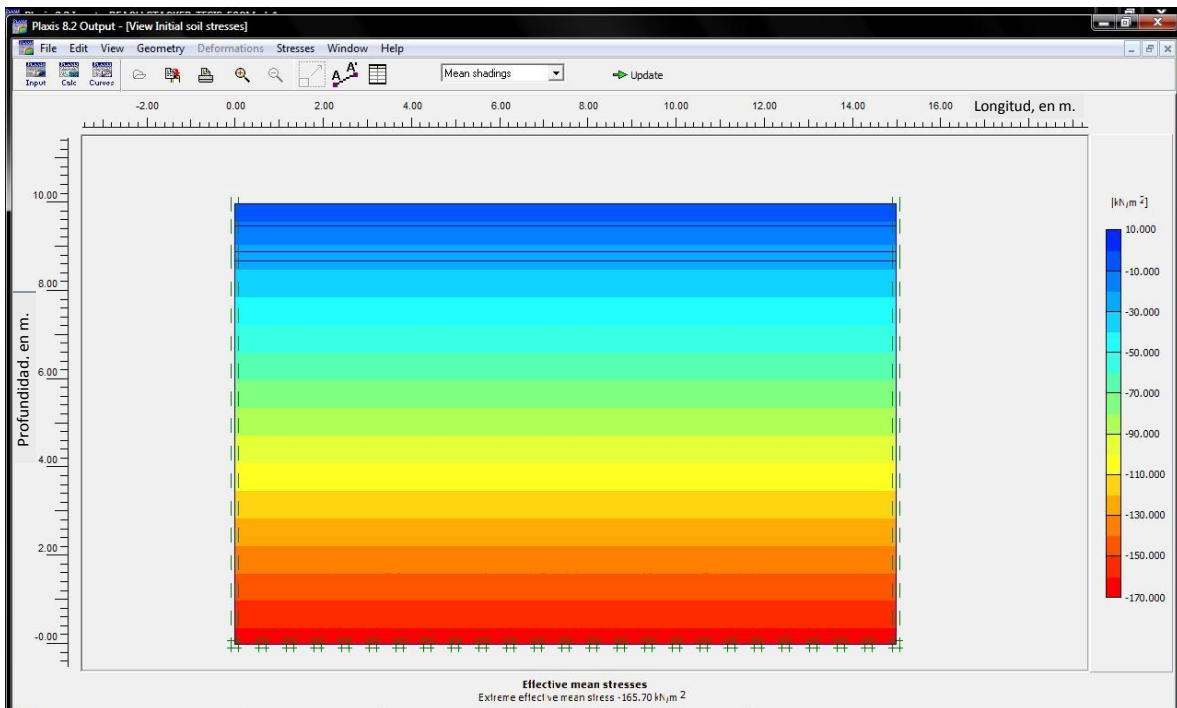 Plaxis 8.2 Output - [View Initial soil stresses]
File Edit View Geometry Deformations Stresses Window Help
Input Calc Curves
Mean shadings
Update
-2.00 0.00 2.00 4.00 6.00 8.00 10.00 12.00 14.00 16.00 Longitud, en m.
10.00
8.00
6.00
4.00
2.00
-0.00
Profundidad, en m.
[kN/m²]
10.000
-10.000
-30.000
-50.000
-70.000
-90.000
-110.000
-130.000
-150.000
-170.000
Effective mean stresses
Extreme effective mean stress -165.70 kN/m²